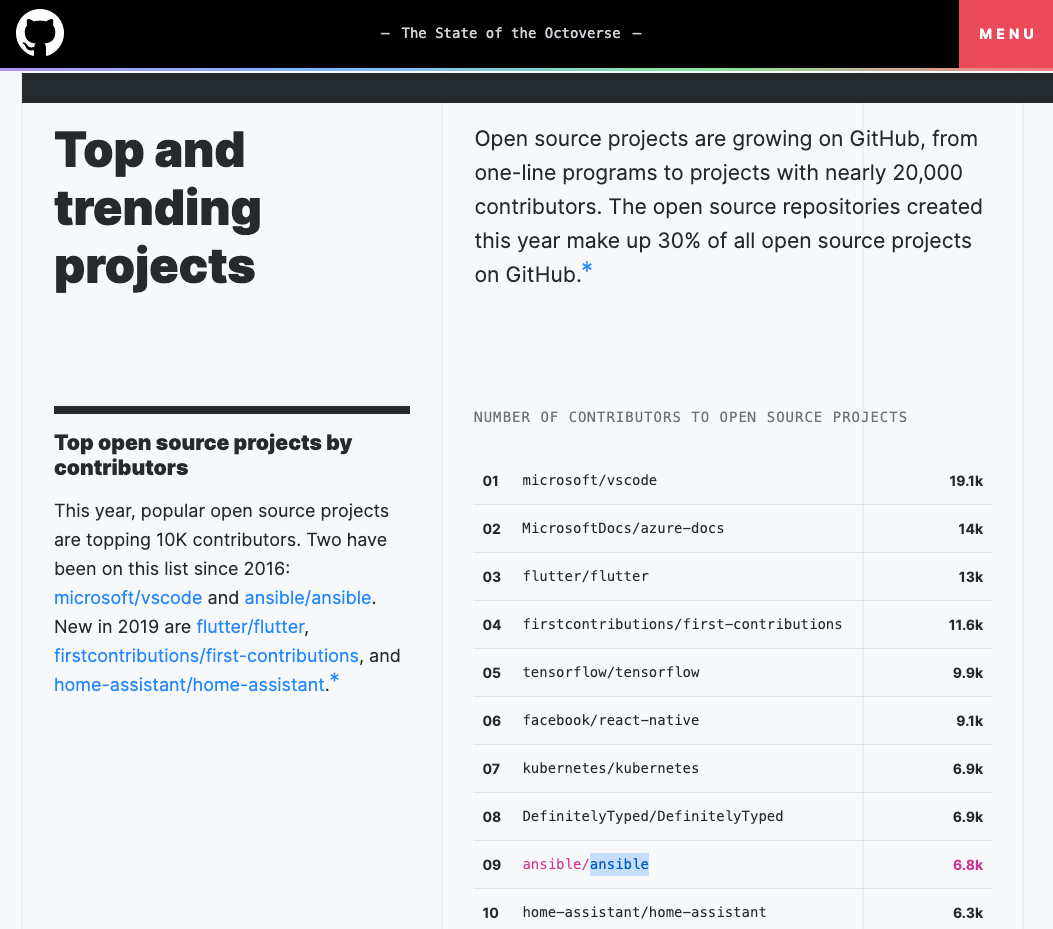 — The State of the Octoverse —
MENU
Top and
trending
projects
Open source projects are growing on GitHub, from
one-line programs to projects with nearly 20,000
contributors. The open source repositories created
this year make up 30% of all open source projects
on GitHub.*
Top open source projects by
contributors
This year, popular open source projects
are topping 10K contributors. Two have
been on this list since 2016:
microsoft/vscode and ansible/ansible.
New in 2019 are flutter/flutter,
firstcontributions/first-contributions, and
home-assistant/home-assistant.*
NUMBER OF CONTRIBUTORS TO OPEN SOURCE PROJECTS
01 microsoft/vscode 19.1k
02 MicrosoftDocs/azure-docs 14k
03 flutter/flutter 13k
04 firstcontributions/first-contributions 11.6k
05 tensorflow/tensorflow 9.9k
06 facebook/react-native 9.1k
07 kubernetes/kubernetes 6.9k
08 DefinitelyTyped/DefinitelyTyped 6.9k
09 ansible/ansible 6.8k
10 home-assistant/home-assistant 6.3k